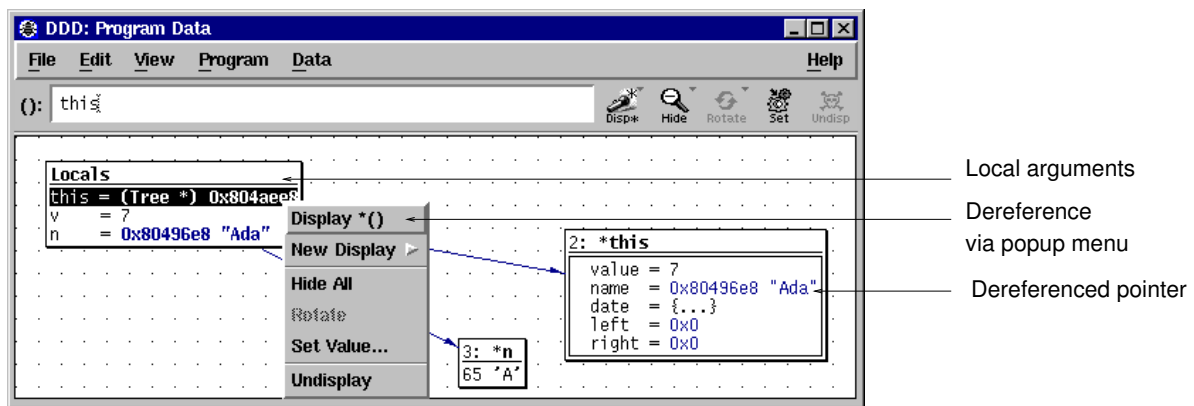 DDD: Program Data
File Edit View Program Data Help
(): this
Disp* Hide Rotate Set Undisp
Locals
this = (Tree *) 0x804aee8
v = 7
n = 0x80496e8 "Ada"
Display *()
New Display
Hide All
Rotate
Set Value...
Undisplay
2: *this
value = 7
name = 0x80496e8 "Ada"
date = {...}
left = 0x0
right = 0x0
3: *n
65 'A'
Local arguments
Dereference
via popup menu
Dereferenced pointer